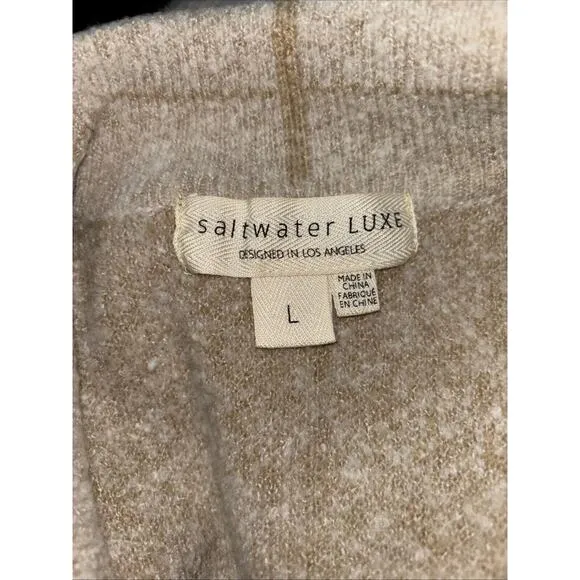 saltwater LUXE
DESIGNED IN LOS ANGELES
L
MADE IN
CHINA
FABRIQUÉ
EN CHINE